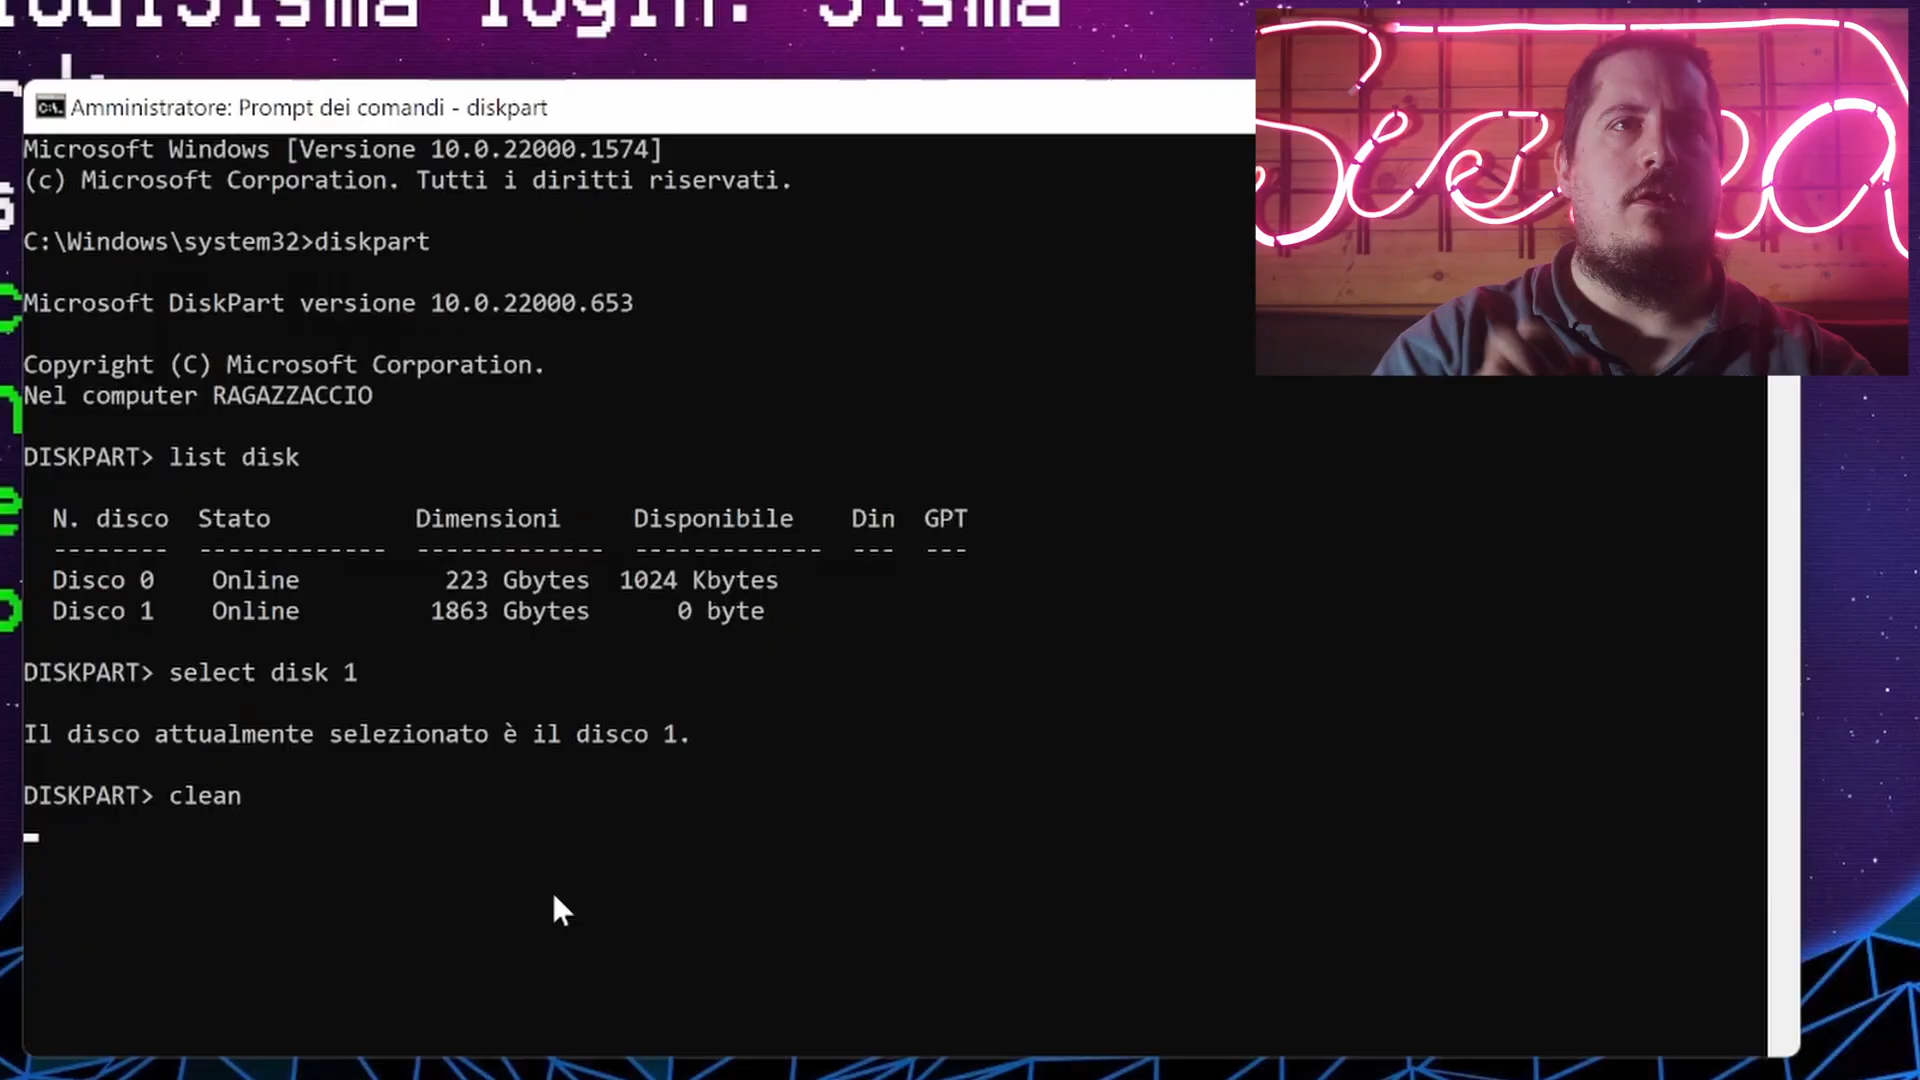 login: Sisma
Amministratore: Prompt dei comandi - diskpart
Microsoft Windows [Versione 10.0.22000.1574]
(c) Microsoft Corporation. Tutti i diritti riservati.
C:\Windows\system32>diskpart
Microsoft DiskPart versione 10.0.22000.653
Copyright (C) Microsoft Corporation.
Nel computer RAGAZZACCIO
DISKPART> list disk
N. disco Stato Dimensioni Disponibile Din GPT
-------- ------------- ------------- ------------- --- ---
Disco 0 Online 223 Gbytes 1024 Kbytes
Disco 1 Online 1863 Gbytes 0 byte
DISKPART> select disk 1
Il disco attualmente selezionato è il disco 1.
DISKPART> clean